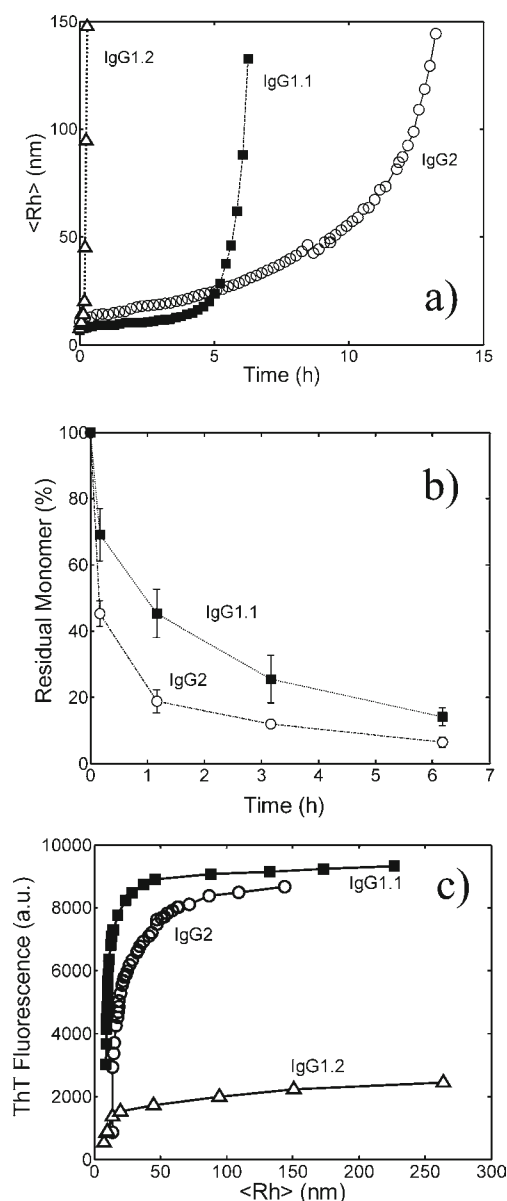 150
100
50
0
<Rh> (nm)
IgG1.2
IgG1.1
IgG2
a)
0
5
10
15
Time (h)
100
80
60
40
20
0
Residual Monomer (%)
b)
IgG1.1
IgG2
0
1
2
3
4
5
6
7
Time (h)
10000
8000
6000
4000
2000
0
ThT Fluorescence (a.u.)
IgG1.1
c)
IgG2
IgG1.2
0
50
100
150
200
250
300
<Rh> (nm)